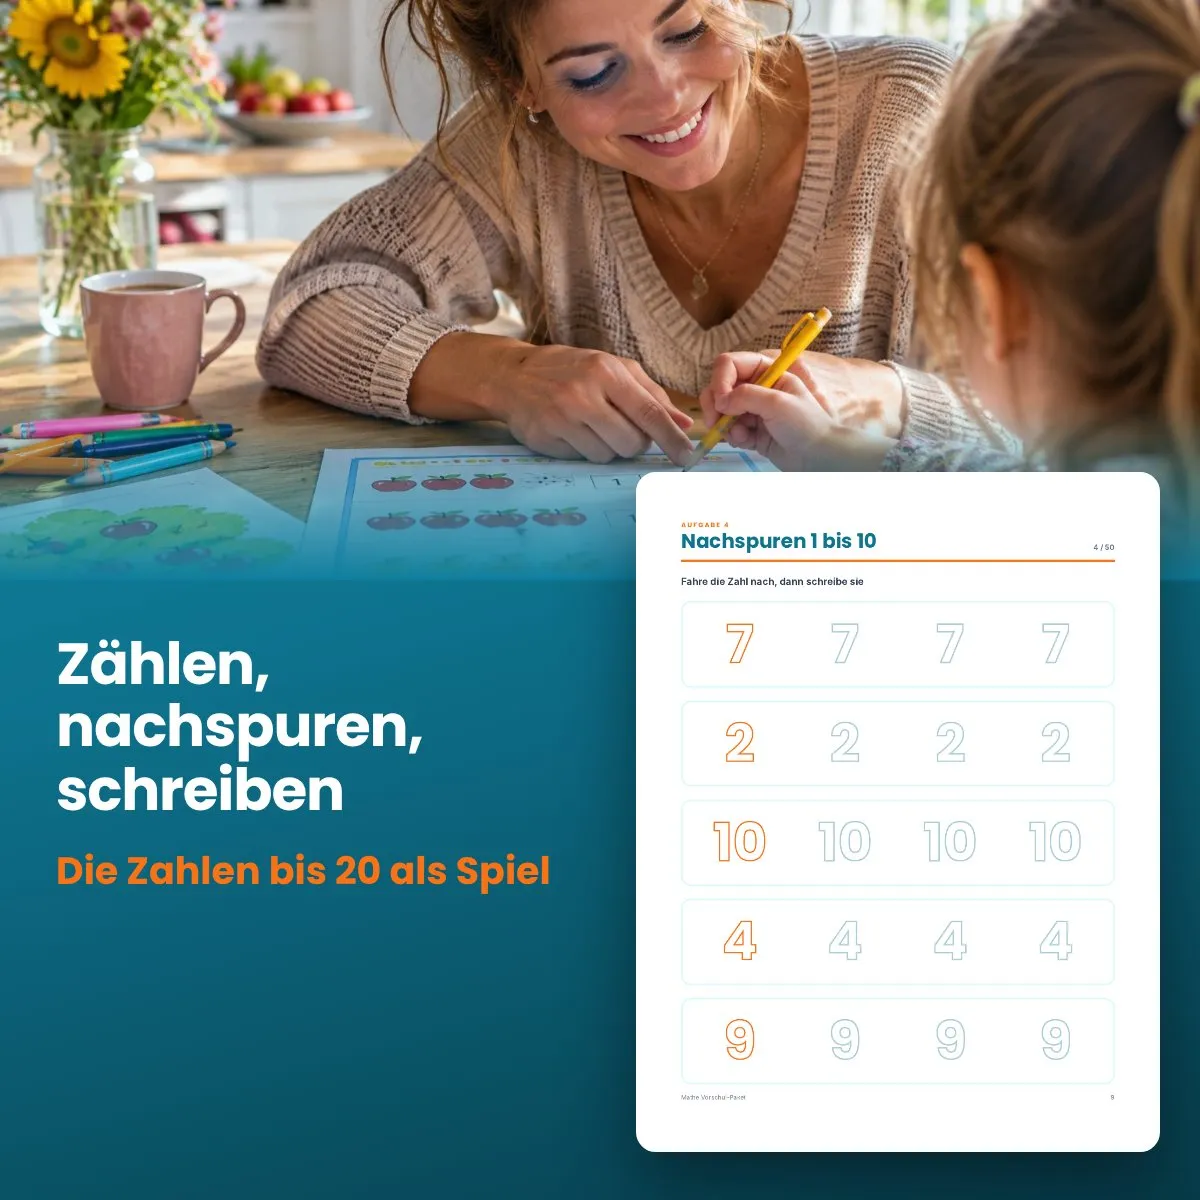 Zählen,
nachspuren,
schreiben
Die Zahlen bis 20 als Spiel
AUFGABE 4
Nachspuren 1 bis 10
4 / 50
Fahre die Zahl nach, dann schreibe sie
7 7 7 7
2 2 2 2
10 10 10 10
4 4 4 4
9 9 9 9
Mathe Vorschul-Paket
9